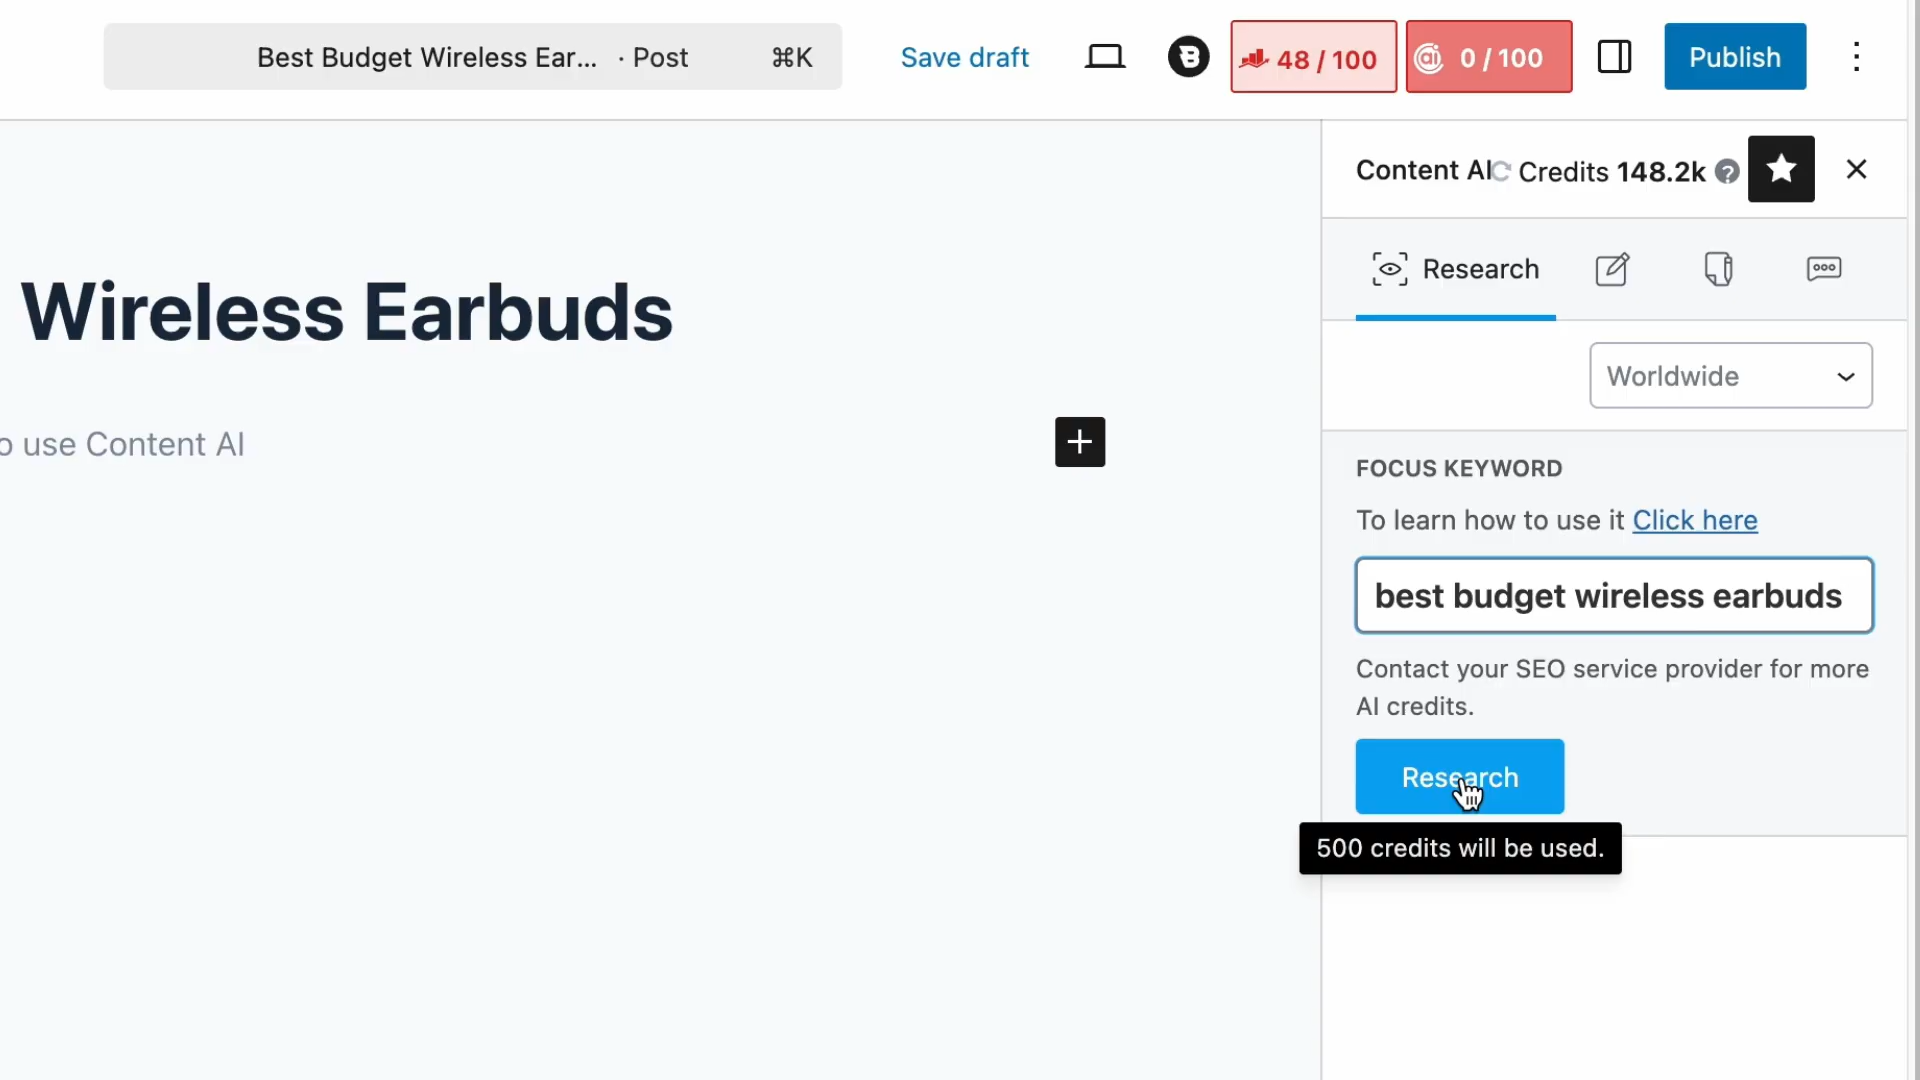 Best Budget Wireless Ear... · Post ⌘K
Save draft
B
48 / 100
0 / 100
Publish
Content AI
Credits 148.2k ?
Research
Wireless Earbuds
Worldwide
o use Content AI
FOCUS KEYWORD
To learn how to use it Click here
best budget wireless earbuds
Contact your SEO service provider for more
AI credits.
Research
500 credits will be used.